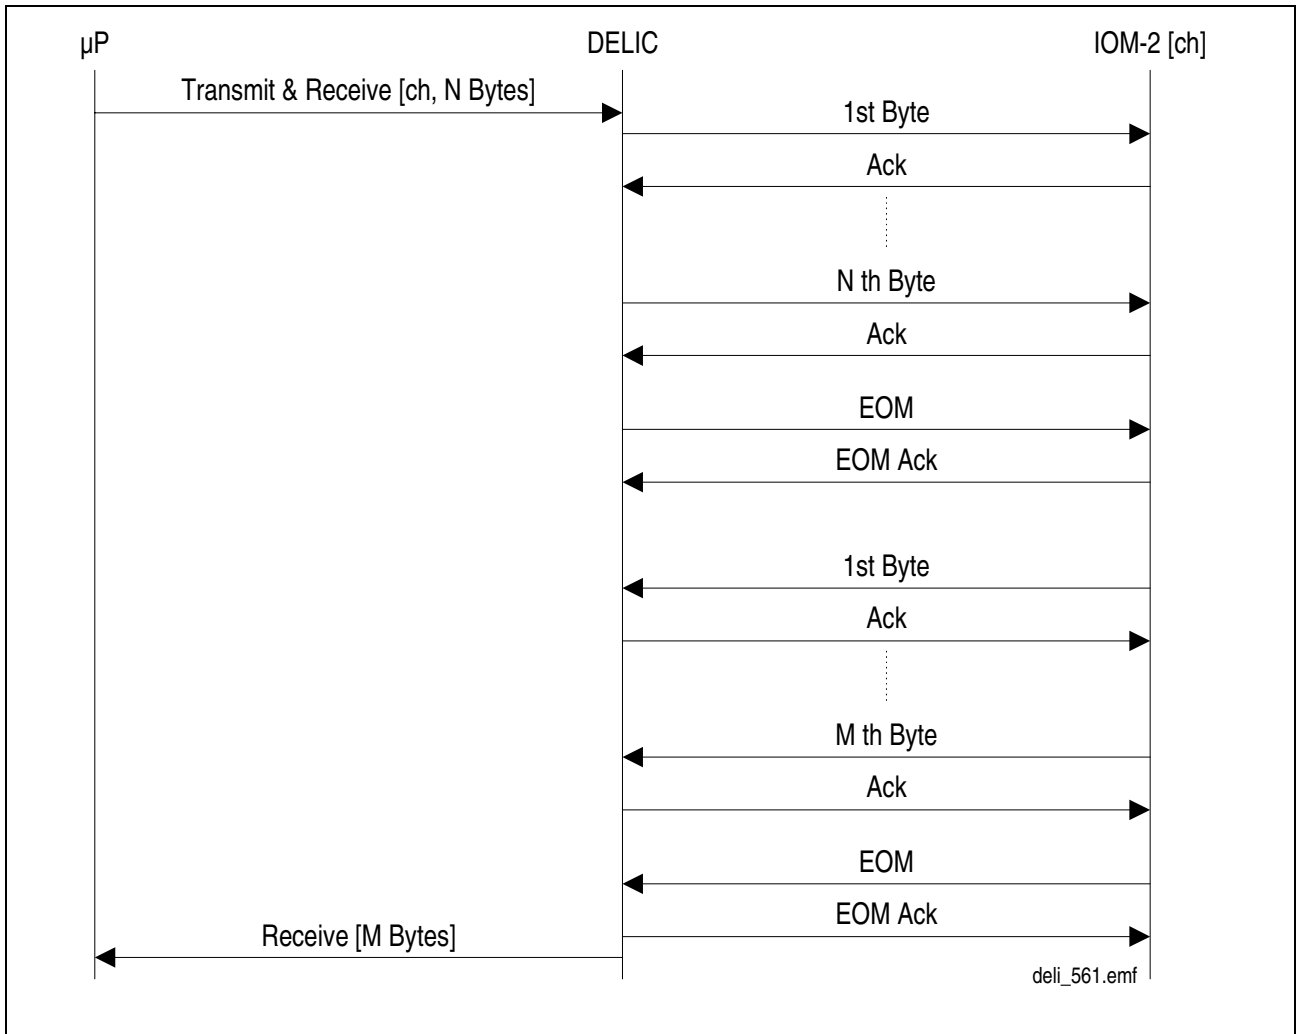 µP
DELIC
IOM-2 [ch]
Transmit & Receive [ch, N Bytes]
1st Byte
Ack
N th Byte
Ack
EOM
EOM Ack
1st Byte
Ack
M th Byte
Ack
EOM
EOM Ack
Receive [M Bytes]
deli_561.emf